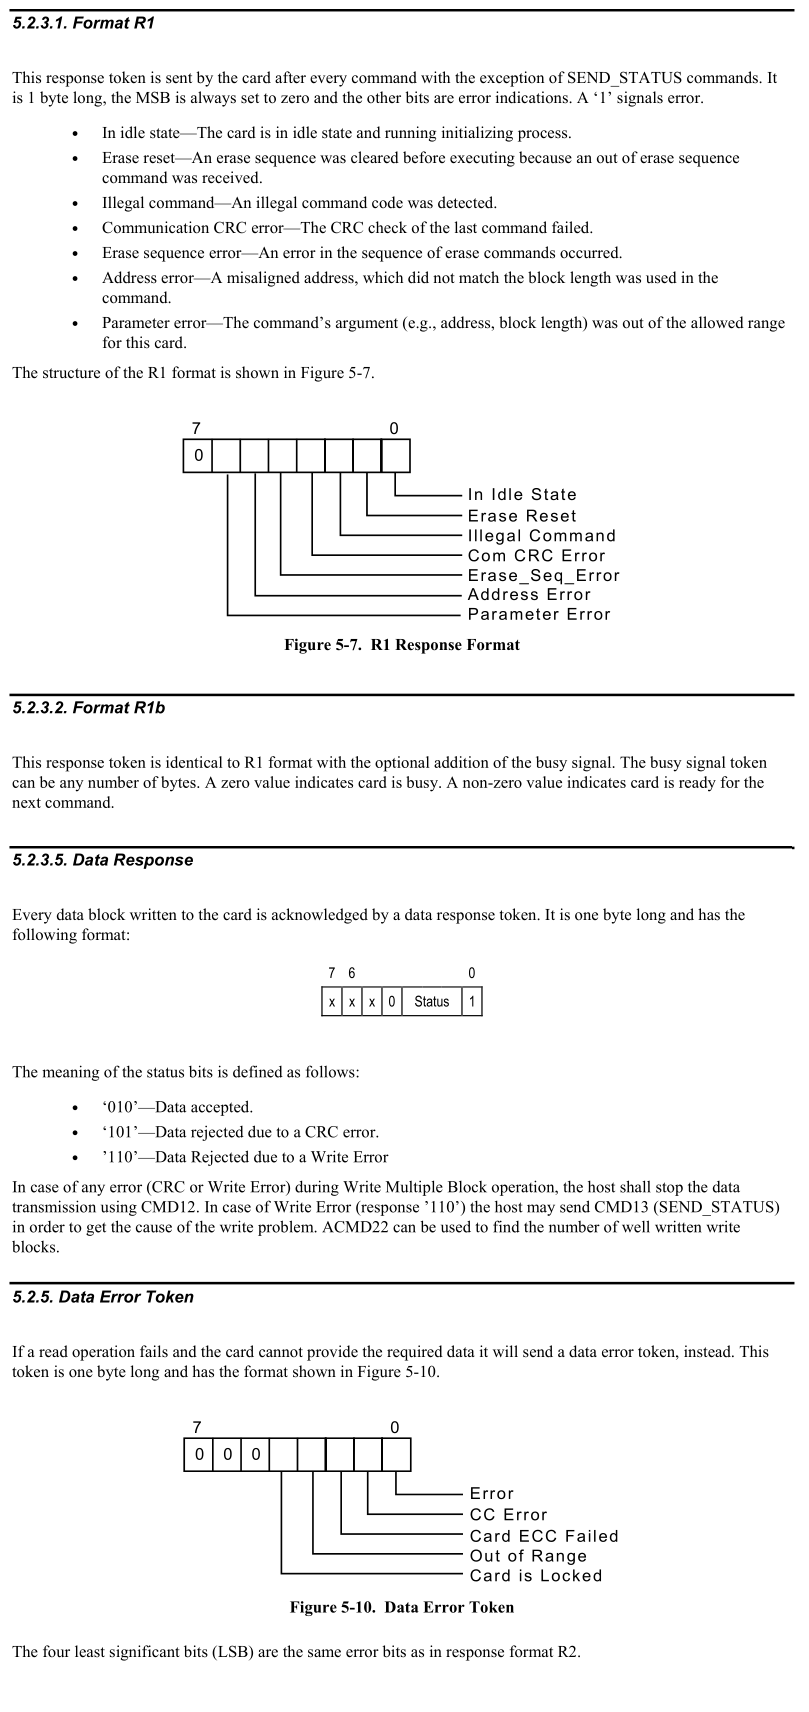 5.2.3.1. Format R1
This response token is sent by the card after every command with the exception of SEND_STATUS commands. It
is 1 byte long, the MSB is always set to zero and the other bits are error indications. A ‘1’ signals error.
• In idle state—The card is in idle state and running initializing process.
• Erase reset—An erase sequence was cleared before executing because an out of erase sequence
command was received.
• Illegal command—An illegal command code was detected.
• Communication CRC error—The CRC check of the last command failed.
• Erase sequence error—An error in the sequence of erase commands occurred.
• Address error—A misaligned address, which did not match the block length was used in the
command.
• Parameter error—The command’s argument (e.g., address, block length) was out of the allowed range
for this card.
The structure of the R1 format is shown in Figure 5-7.
7 0
0
In Idle State
Erase Reset
Illegal Command
Com CRC Error
Erase_Seq_Error
Address Error
Parameter Error
Figure 5-7. R1 Response Format
5.2.3.2. Format R1b
This response token is identical to R1 format with the optional addition of the busy signal. The busy signal token
can be any number of bytes. A zero value indicates card is busy. A non-zero value indicates card is ready for the
next command.
5.2.3.5. Data Response
Every data block written to the card is acknowledged by a data response token. It is one byte long and has the
following format:
7 6 0
x x x 0 Status 1
The meaning of the status bits is defined as follows:
• ‘010’—Data accepted.
• ‘101’—Data rejected due to a CRC error.
• ’110’—Data Rejected due to a Write Error
In case of any error (CRC or Write Error) during Write Multiple Block operation, the host shall stop the data
transmission using CMD12. In case of Write Error (response ’110’) the host may send CMD13 (SEND_STATUS)
in order to get the cause of the write problem. ACMD22 can be used to find the number of well written write
blocks.
5.2.5. Data Error Token
If a read operation fails and the card cannot provide the required data it will send a data error token, instead. This
token is one byte long and has the format shown in Figure 5-10.
7 0
0 0 0
Error
CC Error
Card ECC Failed
Out of Range
Card is Locked
Figure 5-10. Data Error Token
The four least significant bits (LSB) are the same error bits as in response format R2.